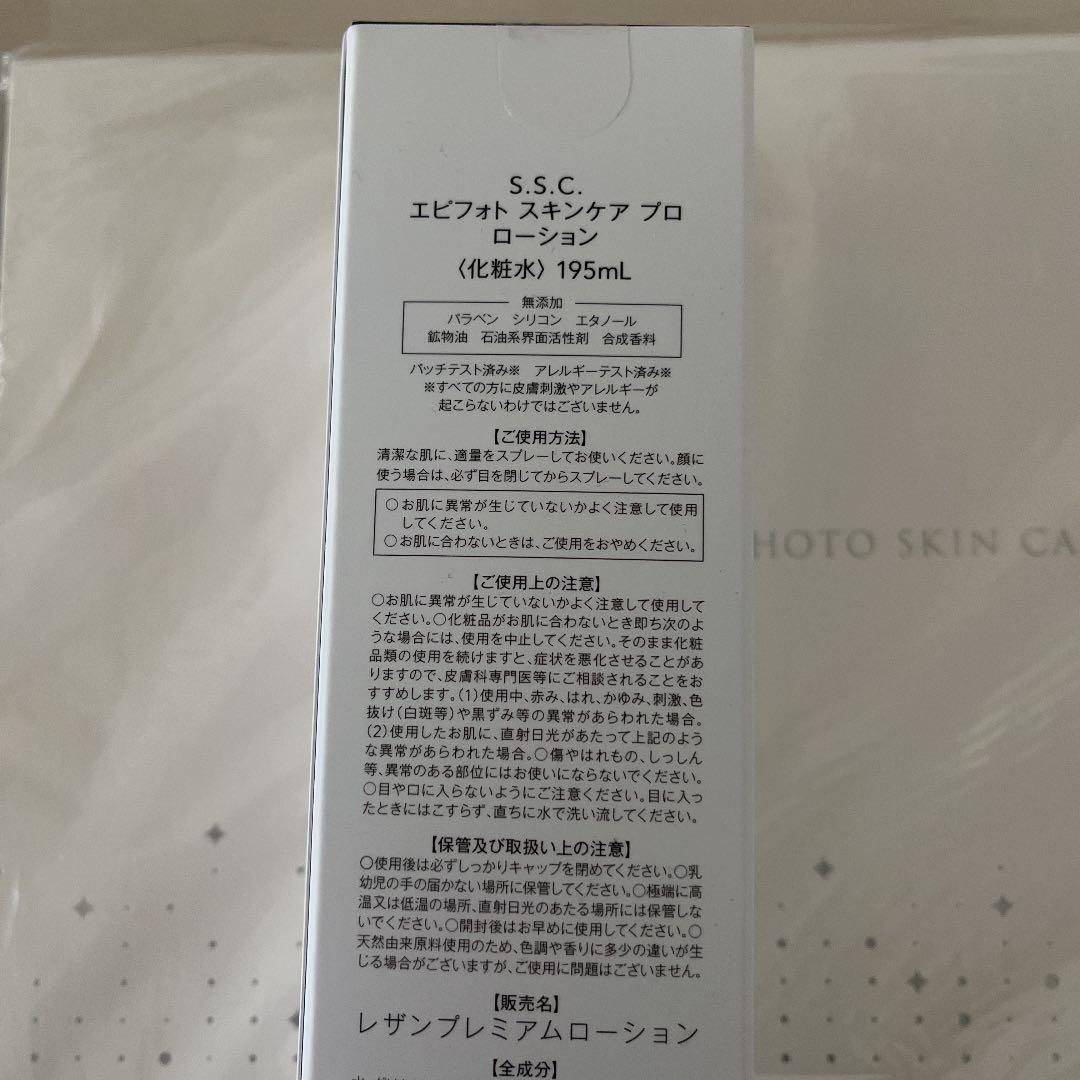 S.S.C.
エピフォト スキンケア プロ
ローション
〈化粧水〉 195mL
無添加
パラベン シリコン エタノール
鉱物油 石油系界面活性剤 合成香料
パッチテスト済み※ アレルギーテスト済み※
※すべての方に皮膚刺激やアレルギーが
起こらないわけではございません。
【ご使用方法】
清潔な肌に、適量をスプレーしてお使いください。顔に
使う場合は、必ず目を閉じてからスプレーしてください。
○お肌に異常が生じていないかよく注意して使用
してください。
○お肌に合わないときは、ご使用をおやめください。
HOTO SKIN CA
【ご使用上の注意】
○お肌に異常が生じていないかよく注意して使用して
ください。○化粧品がお肌に合わないとき即ち次のよ
うな場合には、使用を中止してください。そのまま化粧
品類の使用を続けますと、症状を悪化させることがあ
りますので、皮膚科専門医等にご相談されることをお
すすめします。(1)使用中、赤み、はれ、かゆみ、刺激、色
抜け(白斑等)や黒ずみ等の異常があらわれた場合。
(2)使用したお肌に、直射日光があたって上記のよう
な異常があらわれた場合。○傷やはれもの、しっしん
等、異常のある部位にはお使いにならないでください。
○目や口に入らないようにご注意ください。目に入っ
たときにはこすらず、直ちに水で洗い流してください。
【保管及び取扱い上の注意】
○使用後は必ずしっかりキャップを閉めてください。○乳
幼児の手の届かない場所に保管してください。○極端に高
温又は低温の場所、直射日光のあたる場所には保管しな
いでください。○開封後はお早めに使用してください。○
天然由来原料使用のため、色調や香りに多少の違いが生
じる場合がございますが、ご使用に問題はございません。
【販売名】
レザンプレミアムローション
【全成分】